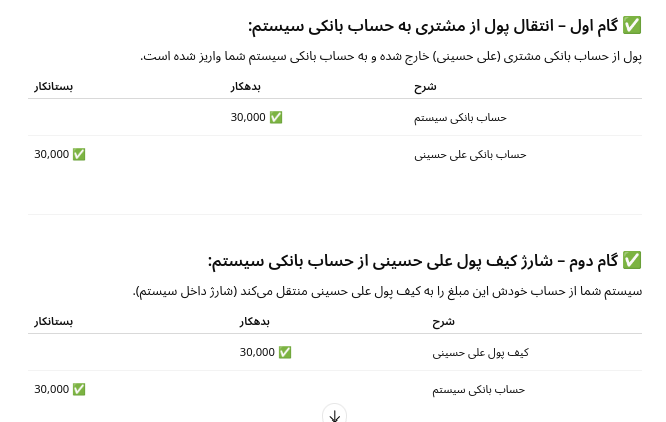 ✅ گام اول – انتقال پول از مشتری به حساب بانکی سیستم:
پول از حساب بانکی مشتری (علی حسینی) خارج شده و به حساب بانکی سیستم شما واریز شده است.
شرح بدهکار بستانکار
حساب بانکی سیستم ✅ 30,000
حساب بانکی علی حسینی ✅ 30,000
✅ گام دوم – شارژ کیف پول علی حسینی از حساب بانکی سیستم:
سیستم شما از حساب خودش این مبلغ را به کیف پول علی حسینی منتقل می‌کند (شارژ داخل سیستم).
شرح بدهکار بستانکار
کیف پول علی حسینی ✅ 30,000
حساب بانکی سیستم ✅ 30,000